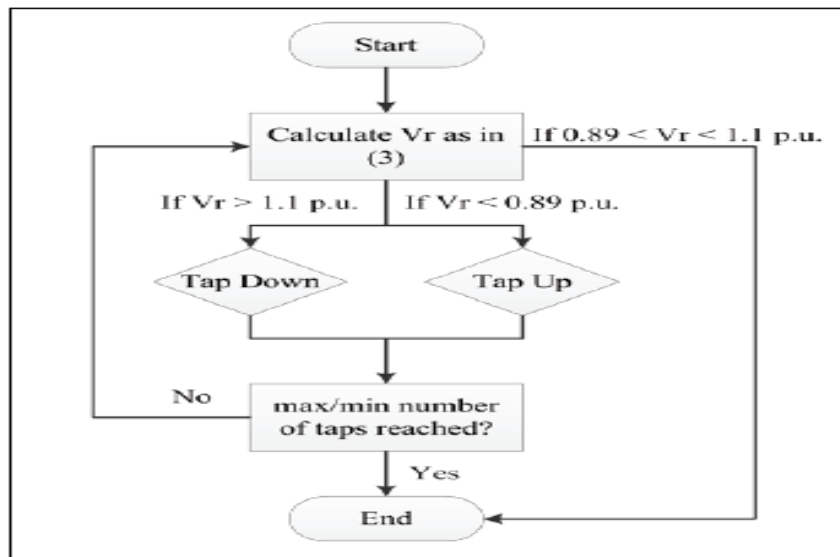 Start
Calculate Vr as in
(3)
If 0.89 < Vr < 1.1 p.u.
If Vr > 1.1 p.u.
If Vr < 0.89 p.u.
Tap Down
Tap Up
No
max/min number
of taps reached?
Yes
End